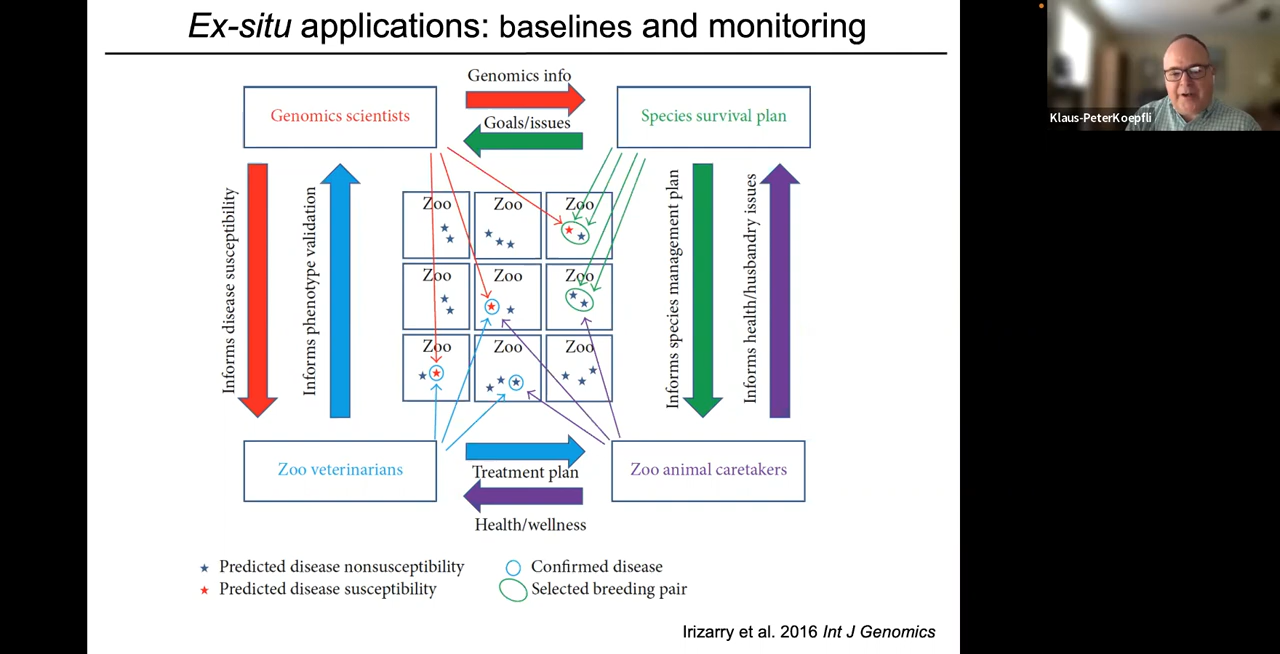 Ex-situ applications: baselines and monitoring
Klaus-PeterKoepfli
Genomics info
Genomics scientists
Species survival plan
Goals/issues
Informs disease susceptibility
Informs phenotype validation
Zoo Zoo Zoo
Zoo Zoo Zoo
Zoo Zoo Zoo
Informs species management plan
Informs health/husbandry issues
Zoo veterinarians
Zoo animal caretakers
Treatment plan
Health/wellness
Predicted disease nonsusceptibility
Confirmed disease
Predicted disease susceptibility
Selected breeding pair
Irizarry et al. 2016 Int J Genomics